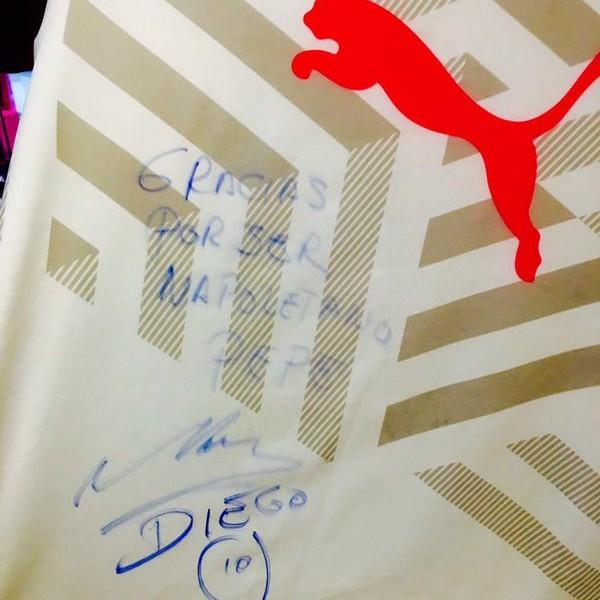 GRACIAS
POR SER
NAPOLETANO
PEPE
DIEGO
10